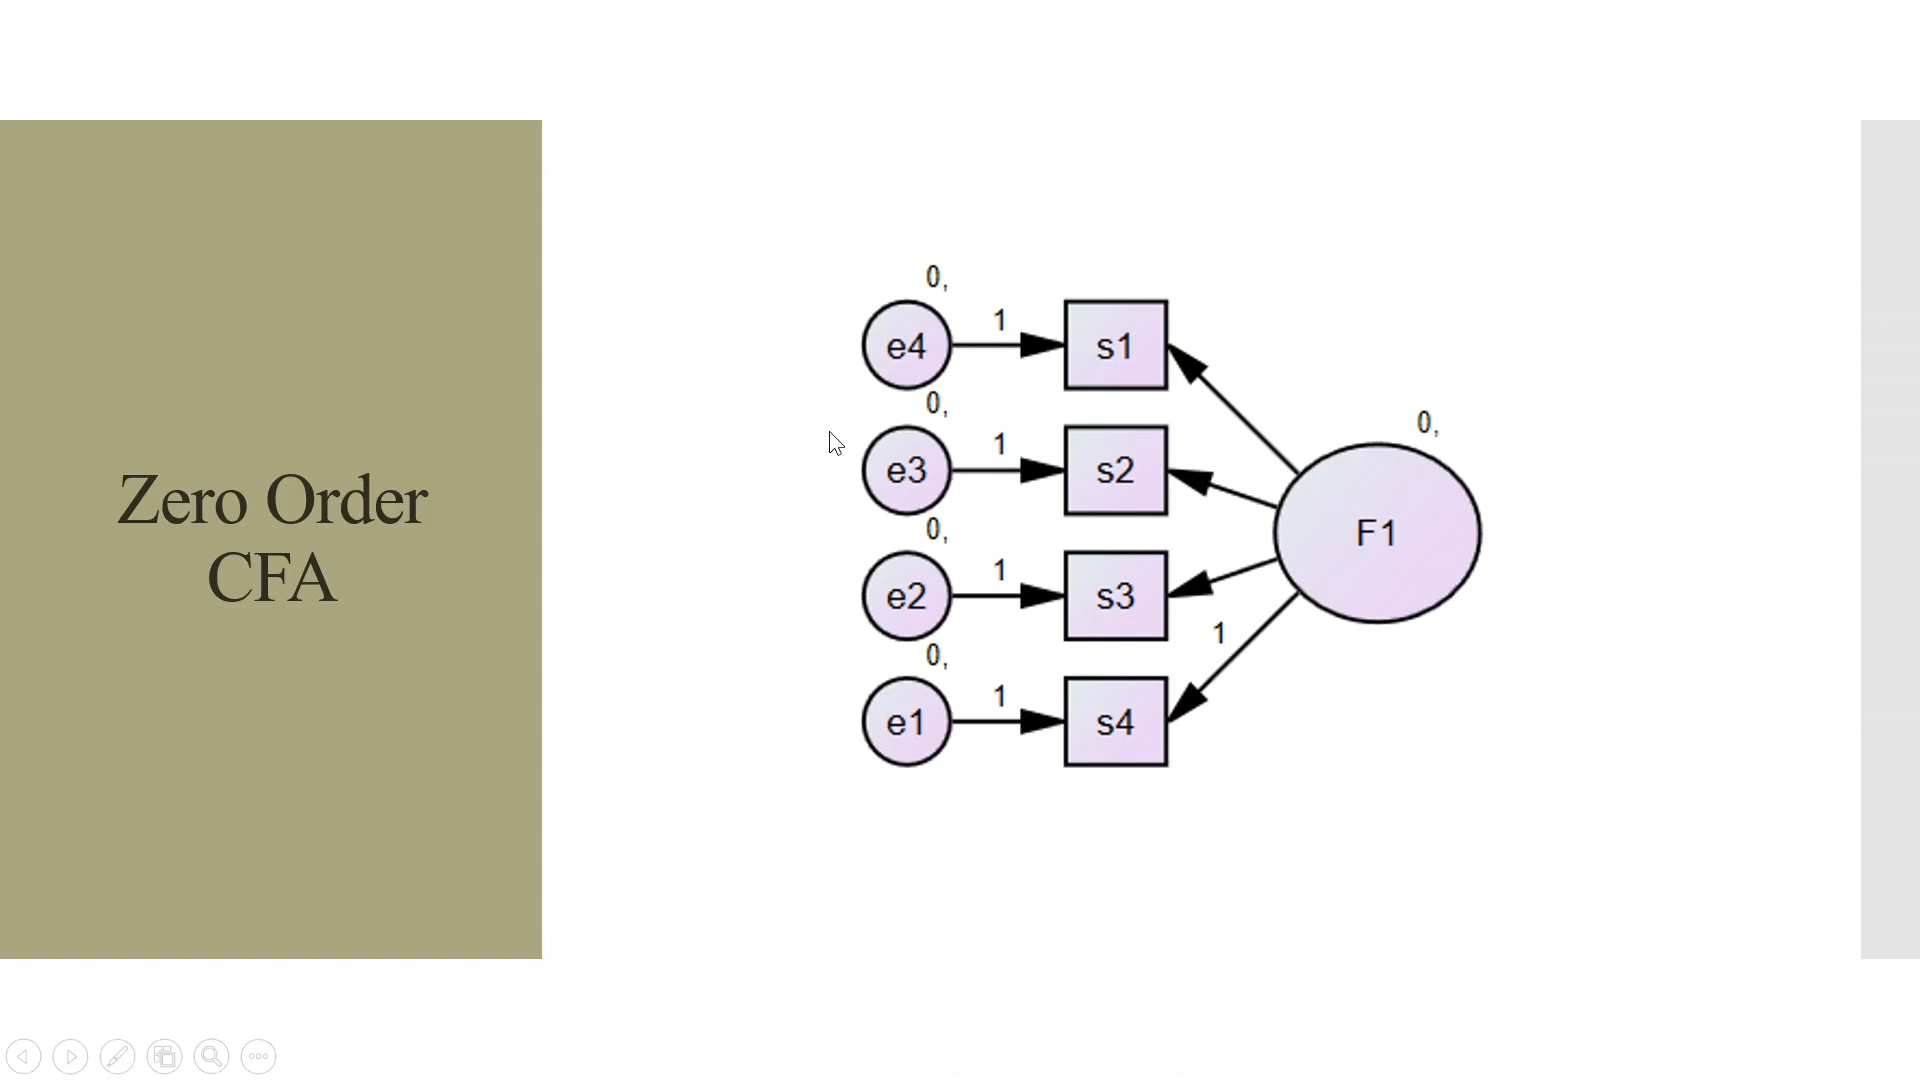 Zero Order
CFA
0,
e4
1
s1
0,
e3
1
s2
0,
e2
1
s3
0,
e1
1
s4
1
0,
F1